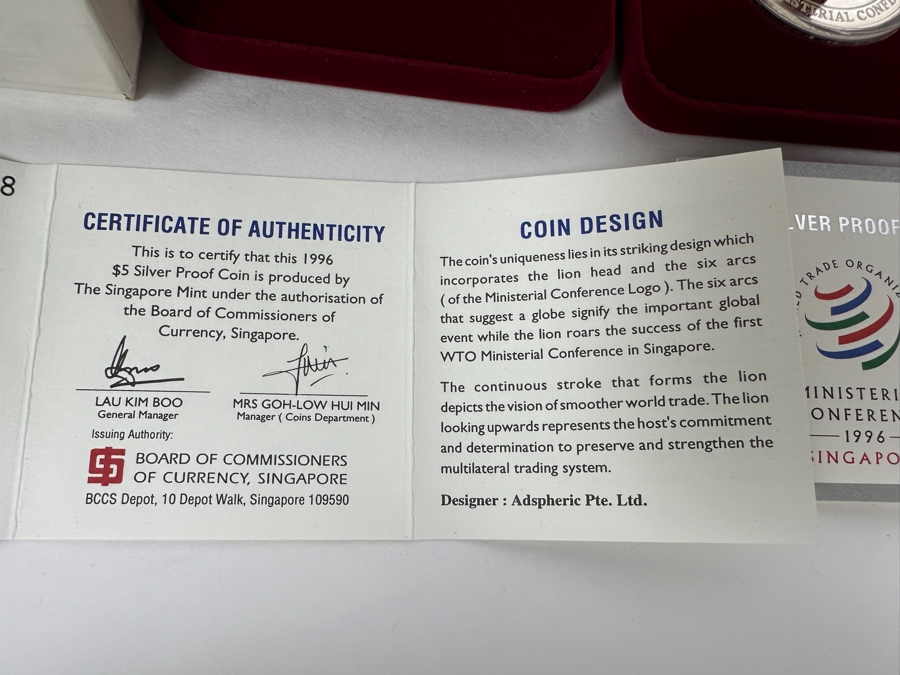 8
CERTIFICATE OF AUTHENTICITY
This is to certify that this 1996
$5 Silver Proof Coin is produced by
The Singapore Mint under the authorisation of
the Board of Commissioners of
Currency, Singapore.
LAU KIM BOO
General Manager
MRS GOH-LOW HUI MIN
Manager ( Coins Department )
Issuing Authority:
BOARD OF COMMISSIONERS
OF CURRENCY, SINGAPORE
BCCS Depot, 10 Depot Walk, Singapore 109590
COIN DESIGN
The coin's uniqueness lies in its striking design which
incorporates the lion head and the six arcs
( of the Ministerial Conference Logo ). The six arcs
that suggest a globe signify the important global
event while the lion roars the success of the first
WTO Ministerial Conference in Singapore.
The continuous stroke that forms the lion
depicts the vision of smoother world trade. The lion
looking upwards represents the host's commitment
and determination to preserve and strengthen the
multilateral trading system.
Designer : Adspheric Pte. Ltd.
LVER PROOF
D TRADE ORGANIZ
MINISTERI
ONFEREN
1996
SINGAPO
STERIAL CONFE